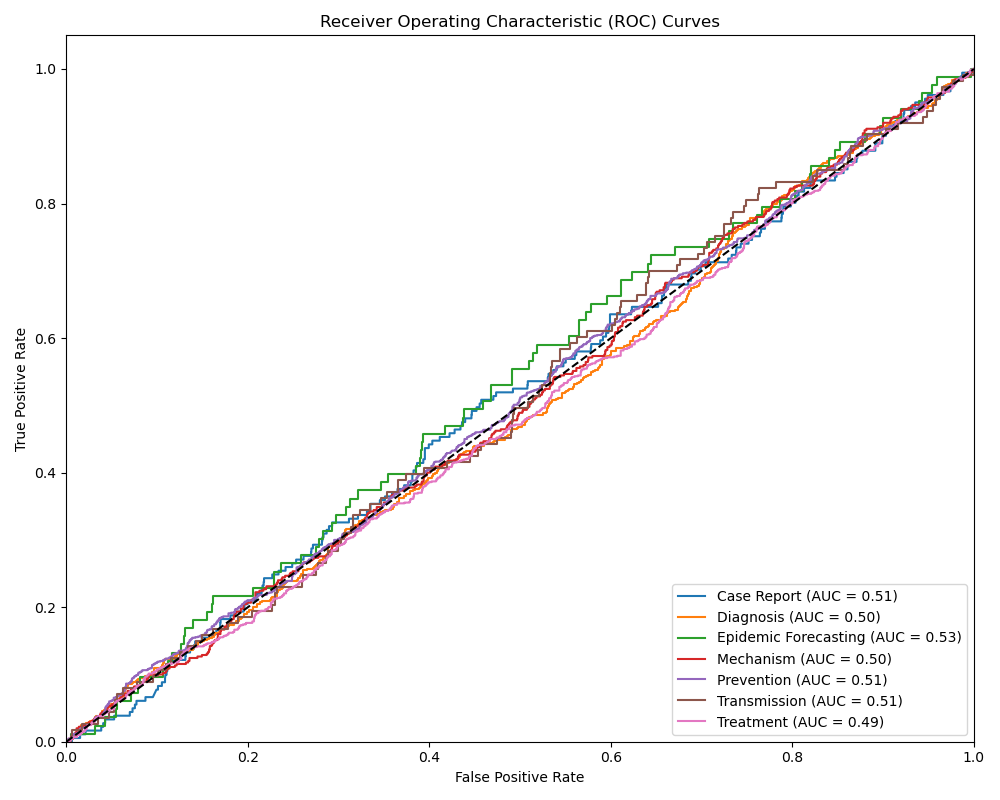 Receiver Operating Characteristic (ROC) Curves
True Positive Rate
1.0
0.8
0.6
0.4
0.2
0.0
Case Report (AUC = 0.51)
Diagnosis (AUC = 0.50)
Epidemic Forecasting (AUC = 0.53)
Mechanism (AUC = 0.50)
Prevention (AUC = 0.51)
Transmission (AUC = 0.51)
Treatment (AUC = 0.49)
0.0 0.2 0.4 0.6 0.8 1.0
False Positive Rate